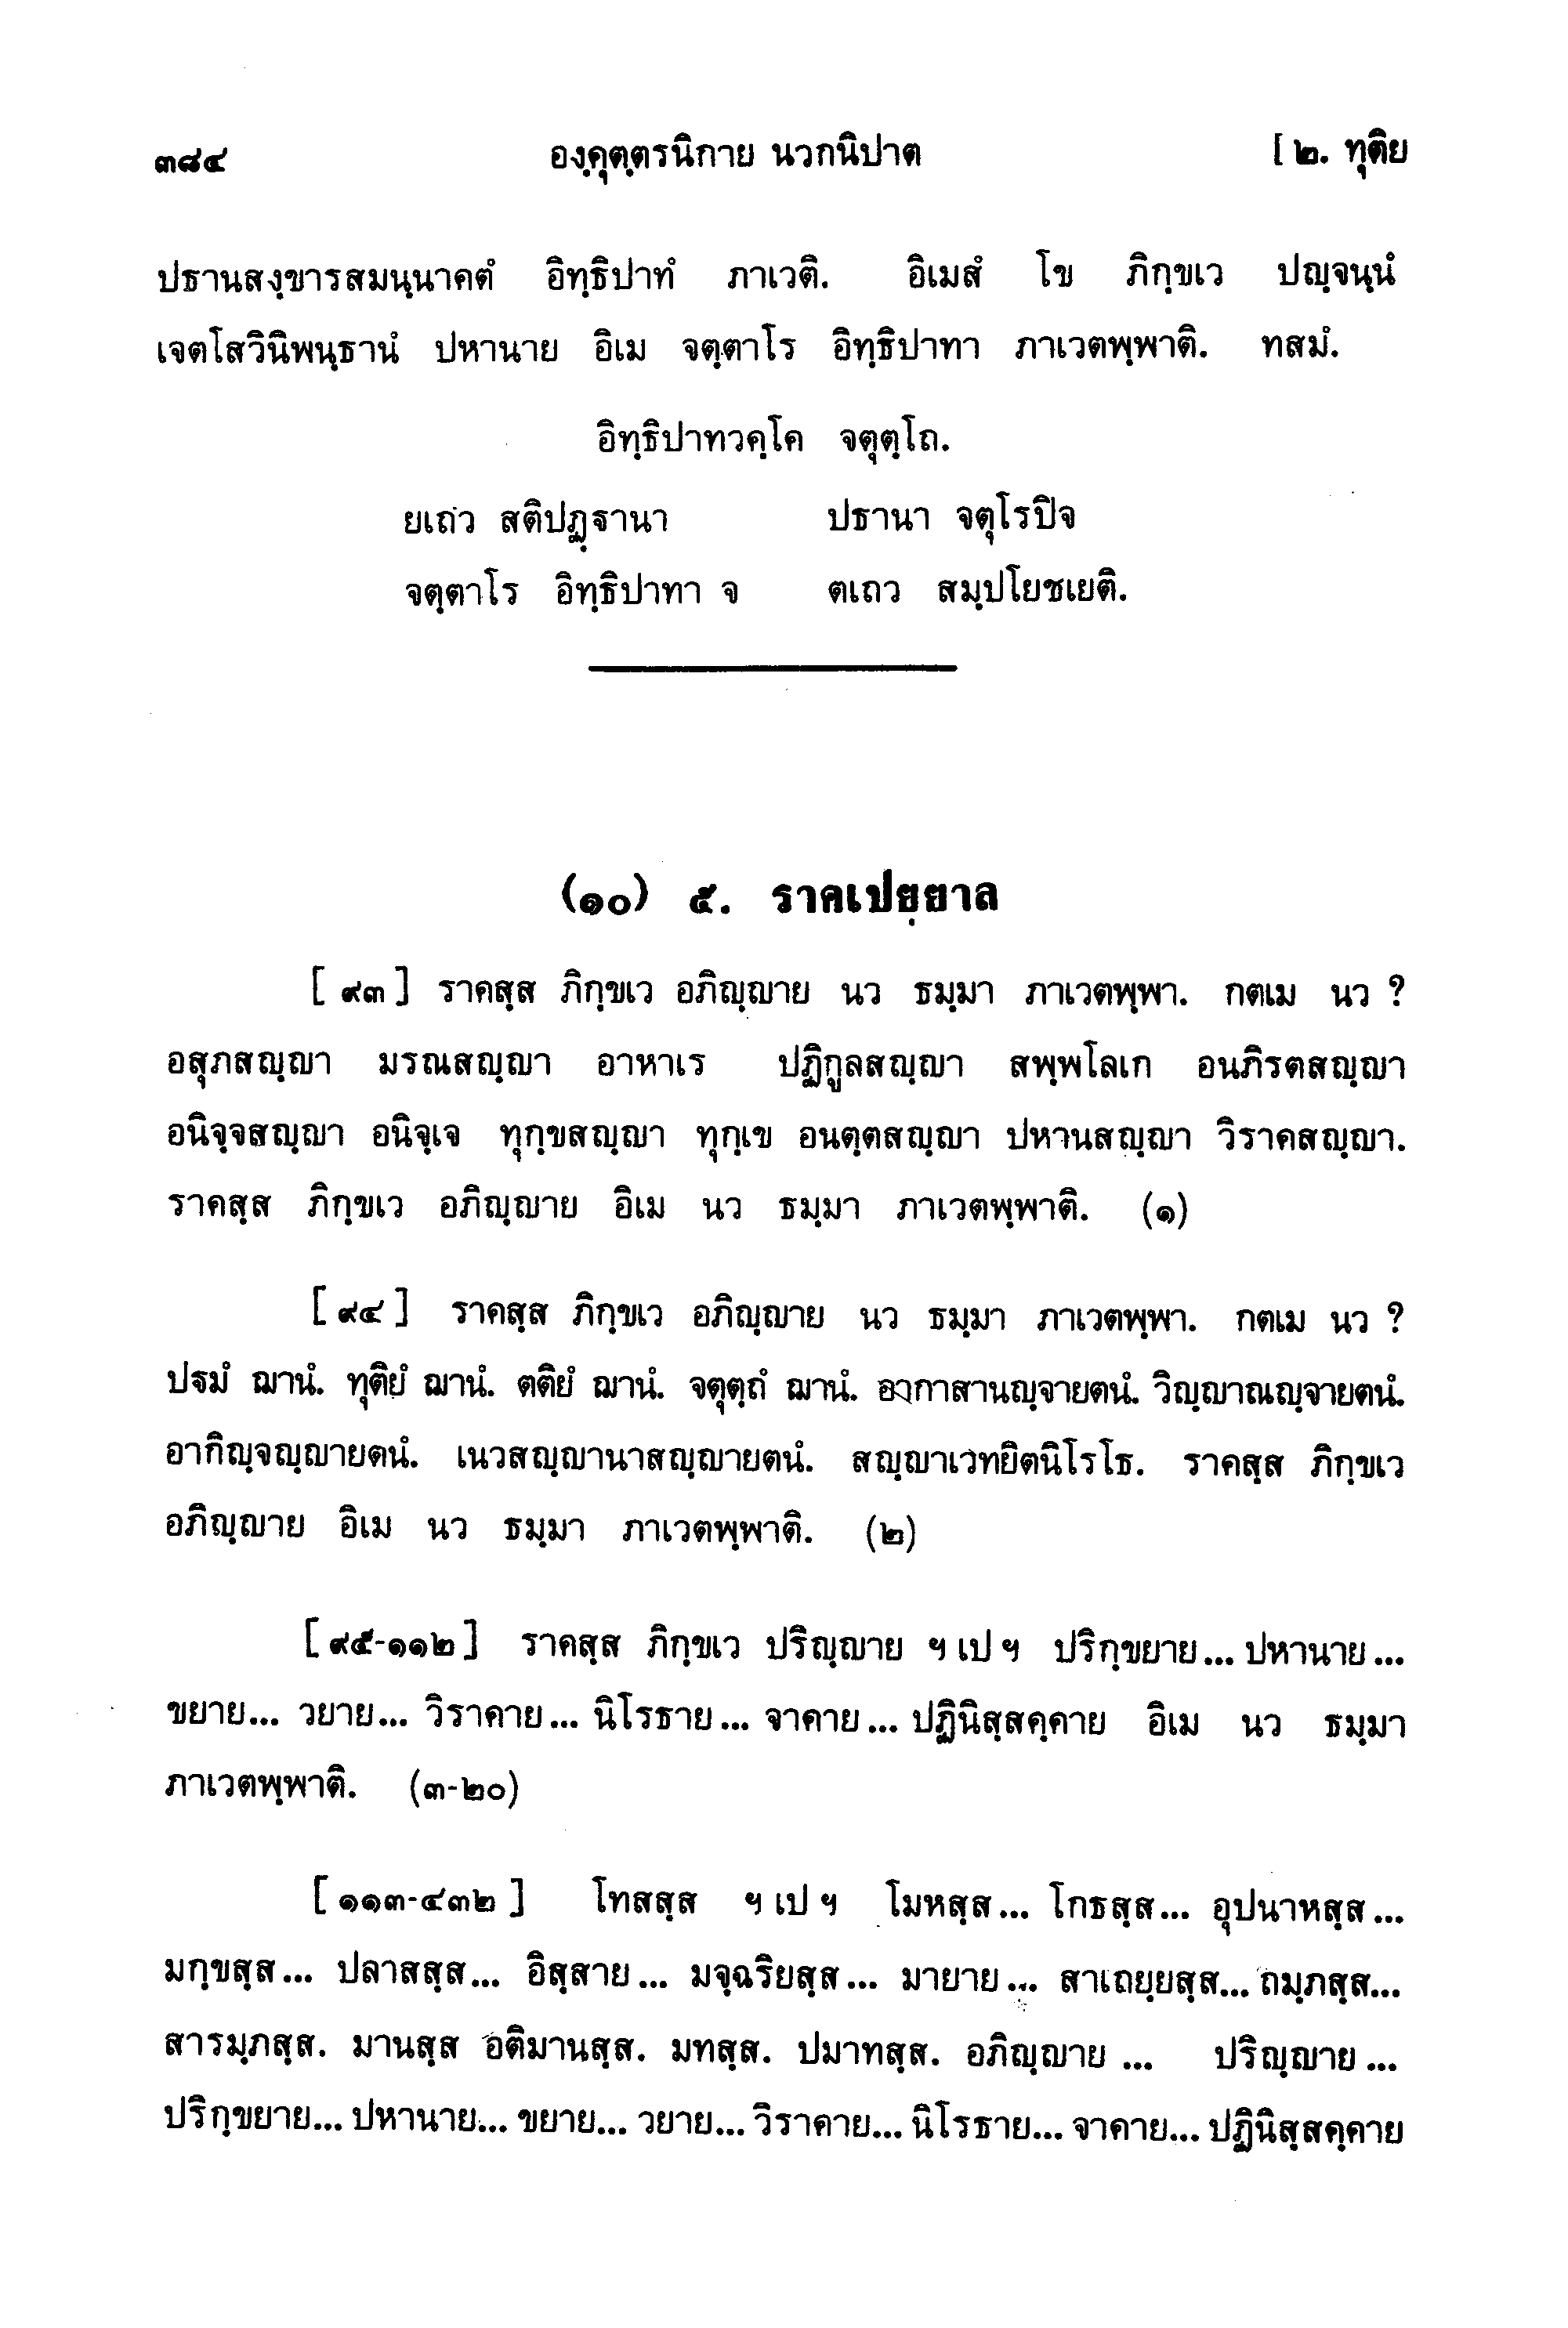 ๓๘๔ องฺคุตฺตรนิกาย นวกนิปาต [ ๒. ทุติย
ปธานสงฺขารสมนฺนาคตํ อิทฺธิปาทํ ภาเวติ. อิเมสํ โข ภิกฺขเว ปญฺจนฺนํ
เจตโสวินิพนฺธานํ ปหานาย อิเม จตฺตาโร อิทฺธิปาทา ภาเวตพฺพาติ. ทสมํ.
อิทฺธิปาทวคฺโค จตุตฺโถ.
ยเถว สติปฏฺฐานา ปธานา จตุโรปิจ
จตฺตาโร อิทฺธิปาทา จ ตเถว สมฺปโยชเยติ.
(๑๐) ๕. ราคเปยฺยาล
[ ๙๓ ] ราคสฺส ภิกฺขเว อภิญฺญาย นว ธมฺมา ภาเวตพฺพา. กตเม นว ?
อสุภสญฺญา มรณสญฺญา อาหาเร ปฏิกูลสญฺญา สพฺพโลเก อนภิรตสญฺญา
อนิจฺจสญฺญา อนิจฺเจ ทุกฺขสญฺญา ทุกฺเข อนตฺตสญฺญา ปหานสญฺญา วิราคสญฺญา.
ราคสฺส ภิกฺขเว อภิญฺญาย อิเม นว ธมฺมา ภาเวตพฺพาติ. (๑)
[ ๙๔ ] ราคสฺส ภิกฺขเว อภิญฺญาย นว ธมฺมา ภาเวตพฺพา. กตเม นว ?
ปฐมํ ฌานํ. ทุติยํ ฌานํ. ตติยํ ฌานํ. จตุตฺถํ ฌานํ. อากาสานญฺจายตนํ. วิญฺญาณญฺจายตนํ.
อากิญฺจญฺญายตนํ. เนวสญฺญานาสญฺญายตนํ. สญฺญาเวทยิตนิโรโธ. ราคสฺส ภิกฺขเว
อภิญฺญาย อิเม นว ธมฺมา ภาเวตพฺพาติ. (๒)
[ ๙๕-๑๑๒ ] ราคสฺส ภิกฺขเว ปริญฺญาย ฯ เป ฯ ปริกฺขยาย... ปหานาย...
ขยาย... วยาย... วิราคาย... นิโรธาย... จาคาย... ปฏินิสฺสคฺคาย อิเม นว ธมฺมา
ภาเวตพฺพาติ. (๓-๒๐)
[ ๑๑๓-๔๓๒ ] โทสสฺส ฯ เป ฯ โมหสฺส... โกธสฺส... อุปนาหสฺส...
มกฺขสฺส... ปลาสสฺส... อิสฺสาย... มจฺฉริยสฺส... มายาย... สาเถยฺยสฺส... ถมฺภสฺส...
สารมฺภสฺส. มานสฺส อติมานสฺส. มทสฺส. ปมาทสฺส. อภิญฺญาย ... ปริญฺญาย ...
ปริกฺขยาย... ปหานาย... ขยาย... วยาย... วิราคาย... นิโรธาย... จาคาย... ปฏินิสฺสคฺคาย